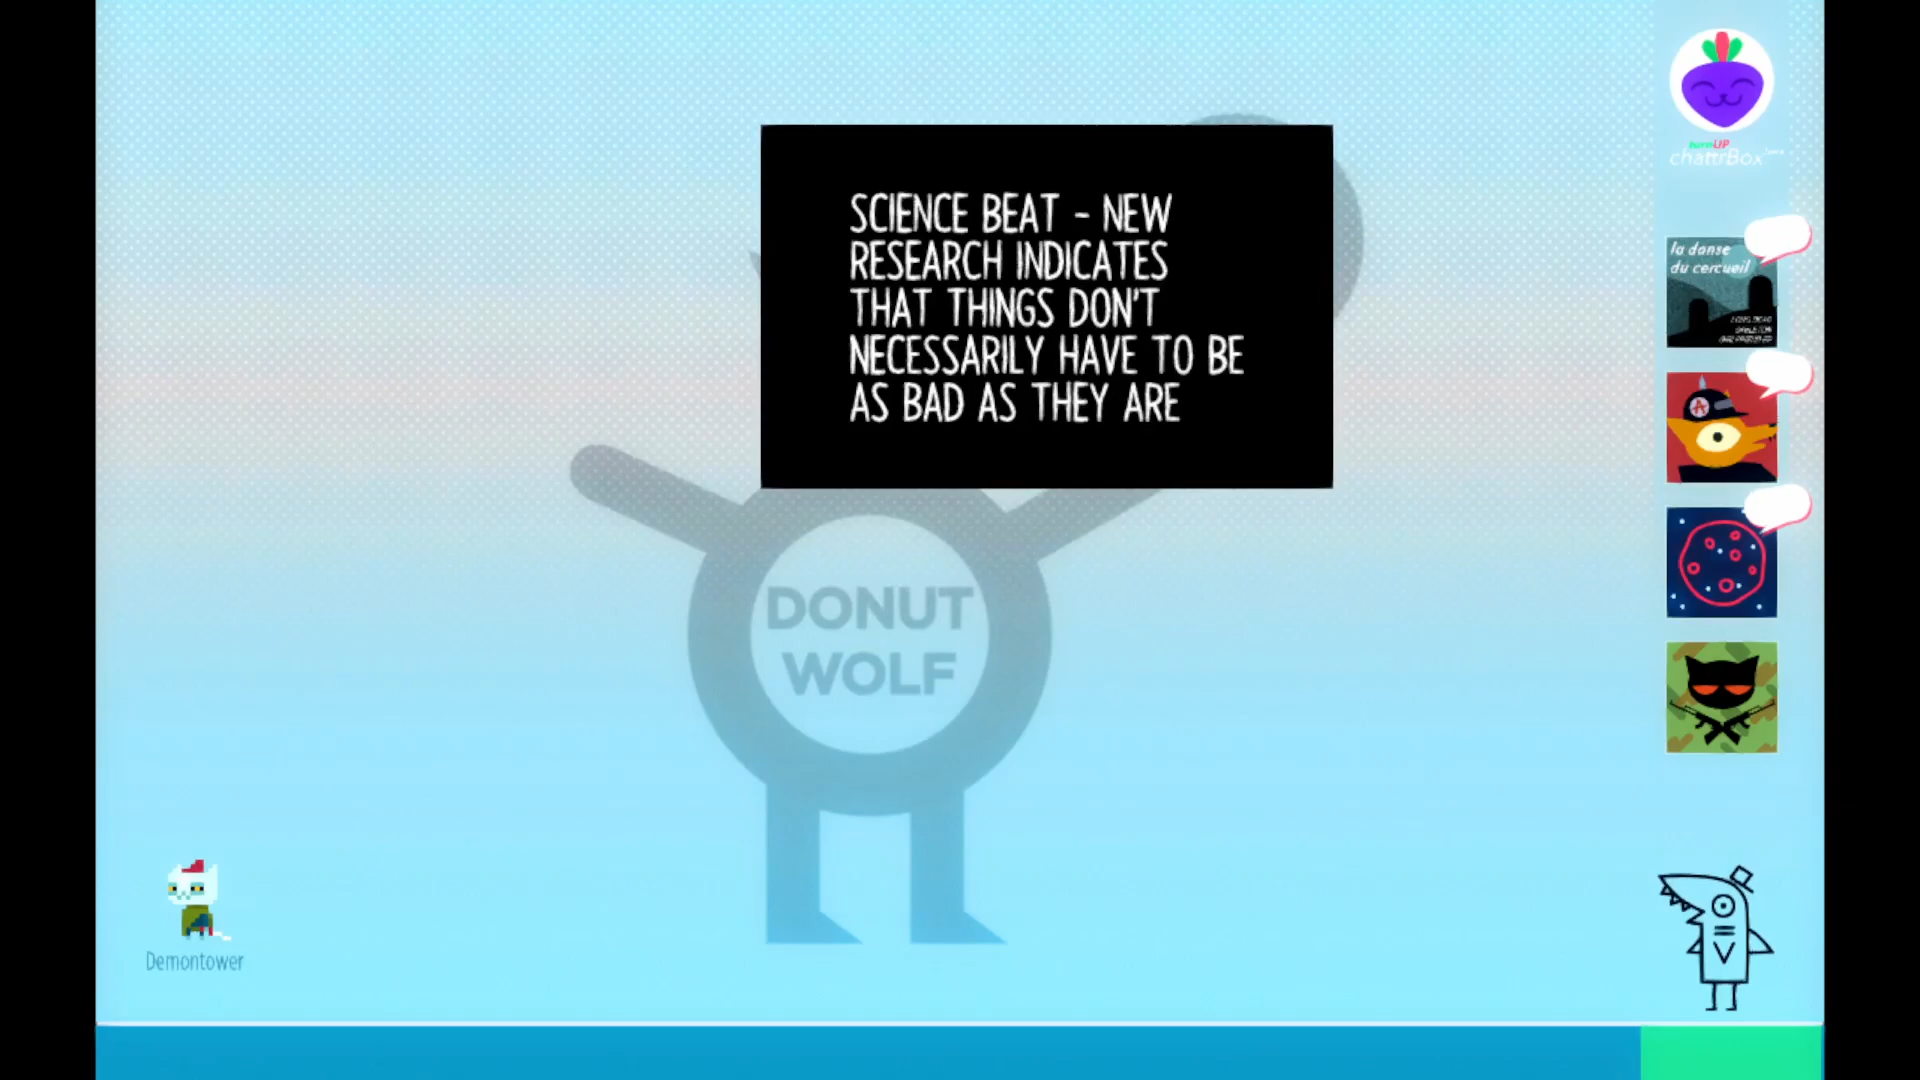 turnUP
chattrBox
SCIENCE BEAT - NEW
RESEARCH INDICATES
THAT THINGS DON'T
NECESSARILY HAVE TO BE
AS BAD AS THEY ARE
la danse
du cercueil
A
DONUT
WOLF
Demontower